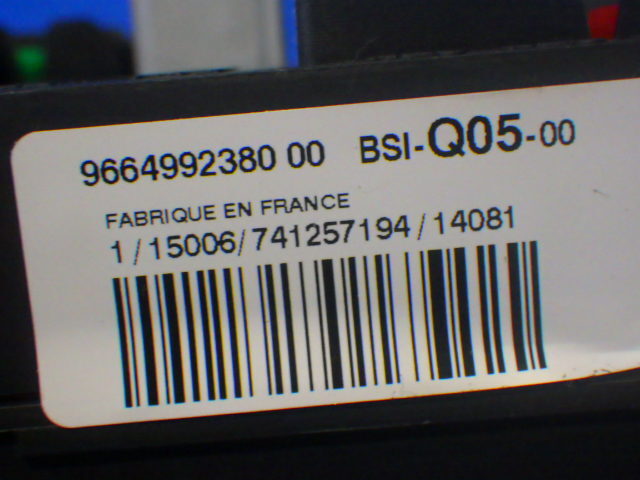 9664992380 00 BSI-Q05-00
FABRIQUE EN FRANCE
1/15006/741257194/14081